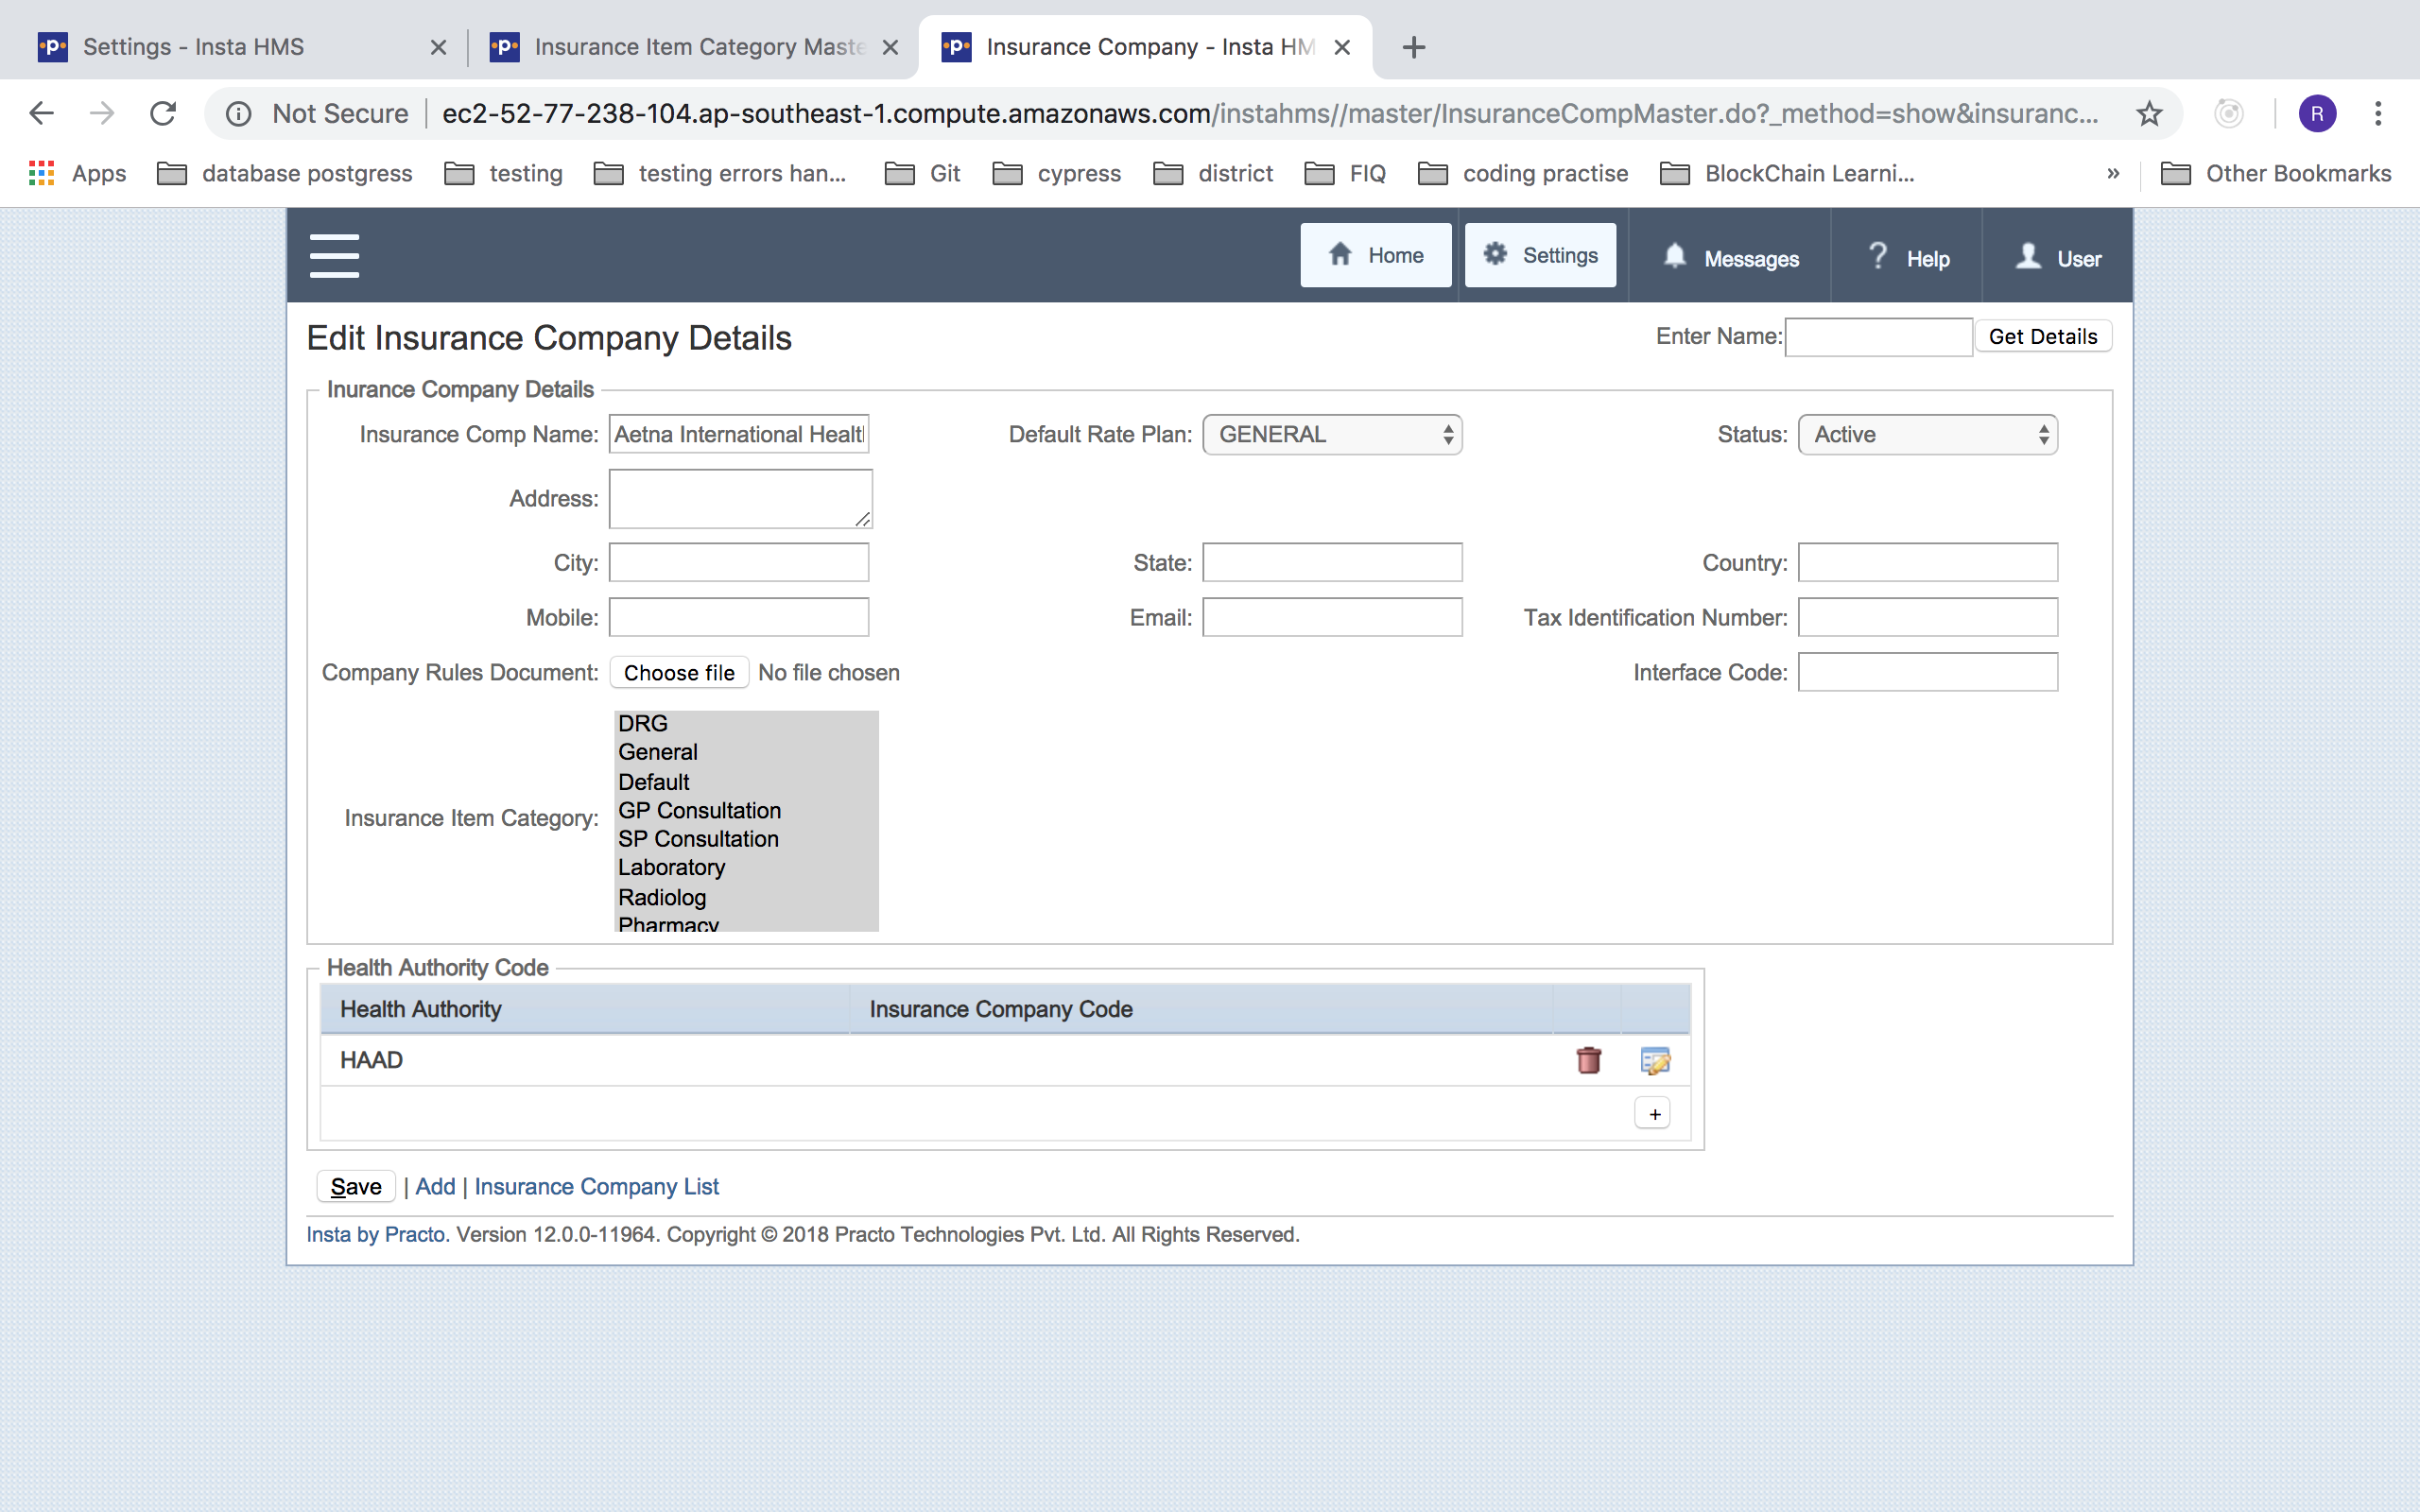 Settings - Insta HMS
Insurance Item Category Maste
Insurance Company - Insta HM
Not Secure ec2-52-77-238-104.ap-southeast-1.compute.amazonaws.com/instahms//master/InsuranceCompMaster.do?_method=show&insuranc... R
Apps database postgress testing testing errors han... Git cypress district FIQ coding practise BlockChain Learni... » Other Bookmarks
Home Settings Messages ? Help User
Edit Insurance Company Details Enter Name: Get Details
Inurance Company Details
Insurance Comp Name: Aetna International Healt Default Rate Plan: GENERAL Status: Active
Address:
City: State: Country:
Mobile: Email: Tax Identification Number:
Company Rules Document: Choose file No file chosen Interface Code:
Insurance Item Category:
DRG
General
Default
GP Consultation
SP Consultation
Laboratory
Radiolog
Pharmacy
Health Authority Code
Health Authority Insurance Company Code
HAAD
+
Save | Add | Insurance Company List
Insta by Practo. Version 12.0.0-11964. Copyright © 2018 Practo Technologies Pvt. Ltd. All Rights Reserved.